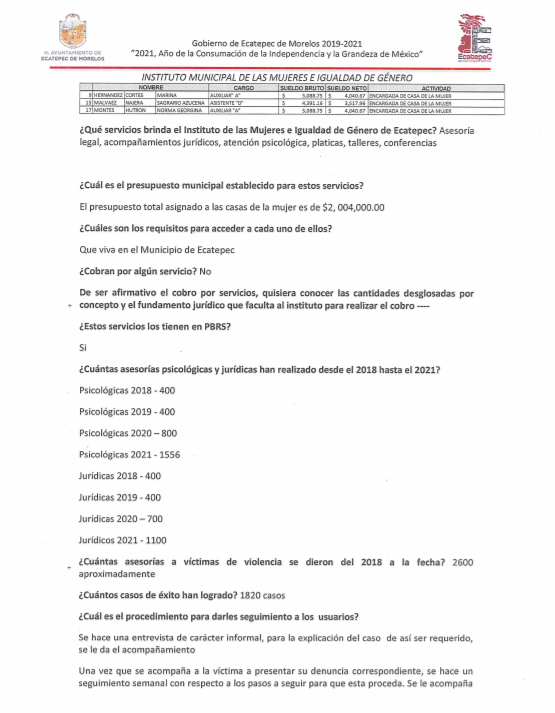 H. AYUNTAMIENTO DE
ECATEPEC DE MORELOS
Gobierno de Ecatepec de Morelos 2019-2021
"2021, Año de la Consumación de la Independencia y la Grandeza de México"
Ecatepec
INSTITUTO MUNICIPAL DE LAS MUJERES E IGUALDAD DE GÉNERO
NOMBRE CARGO SUELDO BRUTO SUELDO NETO ACTIVIDAD
9 HERNANDEZ CORTES MARINA AUXILIAR" A" $ 5,088.75 $ 4,040.67 ENCARGADA DE CASA DE LA MUJER
15 MALVAEZ NAJERA SAGRARIO AZUCENA ASISTENTE "D" $ 4,391.16 $ 3,517.96 ENCARGADA DE CASA DE LA MUJER
17 MONTES HUTRON NORMA GEORGINA AUXILIAR "A" $ 5,088.75 $ 4,040.67 ENCARGADA DE CASA DE LA MUJER
¿Qué servicios brinda el Instituto de las Mujeres e Igualdad de Género de Ecatepec? Asesoría
legal, acompañamientos jurídicos, atención psicológica, platicas, talleres, conferencias
¿Cuál es el presupuesto municipal establecido para estos servicios?
El presupuesto total asignado a las casas de la mujer es de $2, 004,000.00
¿Cuáles son los requisitos para acceder a cada uno de ellos?
Que viva en el Municipio de Ecatepec
¿Cobran por algún servicio? No
De ser afirmativo el cobro por servicios, quisiera conocer las cantidades desglosadas por
concepto y el fundamento jurídico que faculta al instituto para realizar el cobro ----
¿Estos servicios los tienen en PBRS?
Si
¿Cuántas asesorías psicológicas y jurídicas han realizado desde el 2018 hasta el 2021?
Psicológicas 2018 - 400
Psicológicas 2019 - 400
Psicológicas 2020 – 800
Psicológicas 2021 - 1556
Jurídicas 2018 - 400
Jurídicas 2019 - 400
Jurídicas 2020 – 700
Jurídicos 2021 - 1100
¿Cuántas asesorías a víctimas de violencia se dieron del 2018 a la fecha? 2600
aproximadamente
¿Cuántos casos de éxito han logrado? 1820 casos
¿Cuál es el procedimiento para darles seguimiento a los usuarios?
Se hace una entrevista de carácter informal, para la explicación del caso de así ser requerido,
se le da el acompañamiento
Una vez que se acompaña a la víctima a presentar su denuncia correspondiente, se hace un
seguimiento semanal con respecto a los pasos a seguir para que esta proceda. Se le acompaña